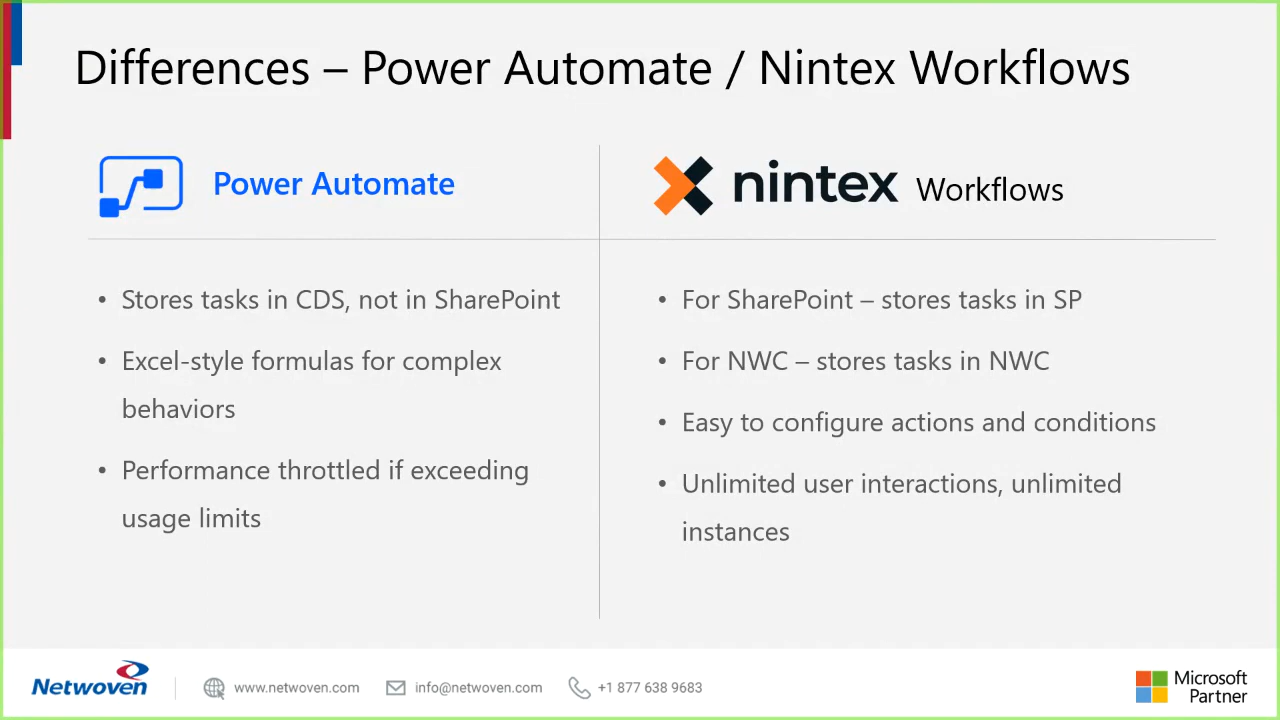 Differences – Power Automate / Nintex Workflows
Power Automate
nintex Workflows
• Stores tasks in CDS, not in SharePoint
• Excel-style formulas for complex
behaviors
• Performance throttled if exceeding
usage limits
• For SharePoint – stores tasks in SP
• For NWC – stores tasks in NWC
• Easy to configure actions and conditions
• Unlimited user interactions, unlimited
instances
Netwoven
www.netwoven.com
info@netwoven.com
+1 877 638 9683
Microsoft
Partner